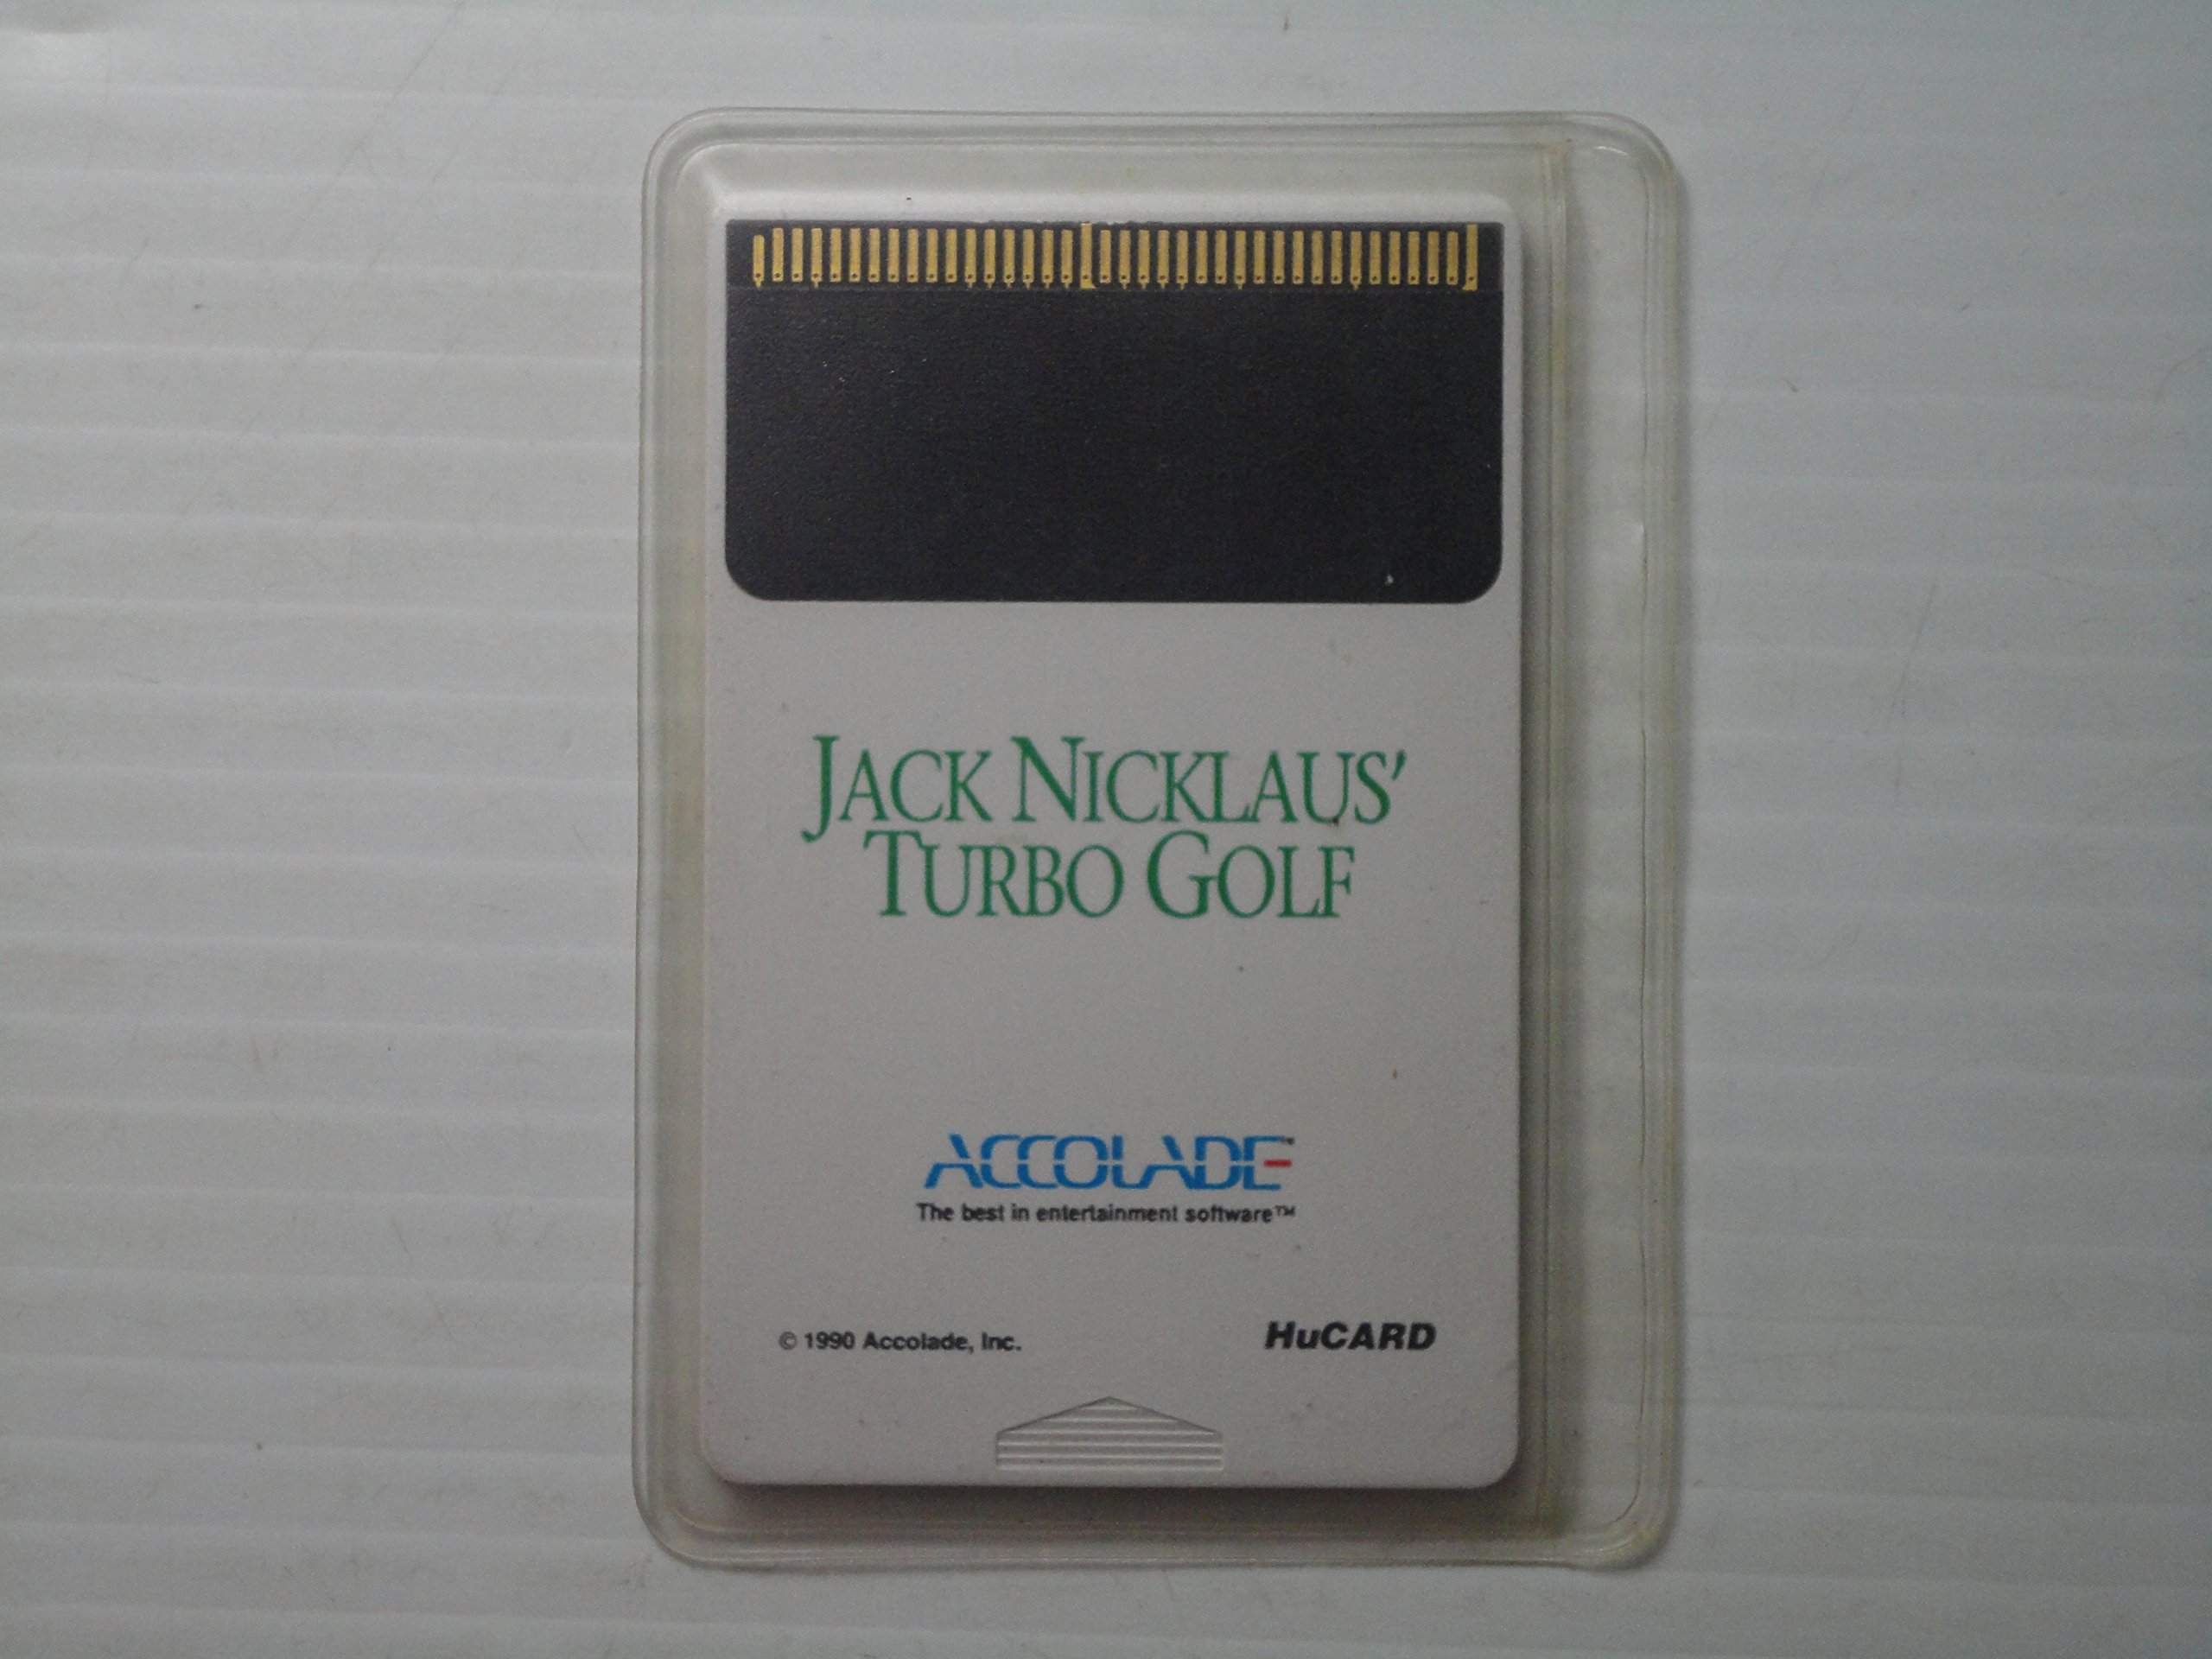 JACK NICKLAUS'
TURBO GOLF
ACCOLADE™
The best in entertainment software™
© 1990 Accolade, Inc.
HuCARD